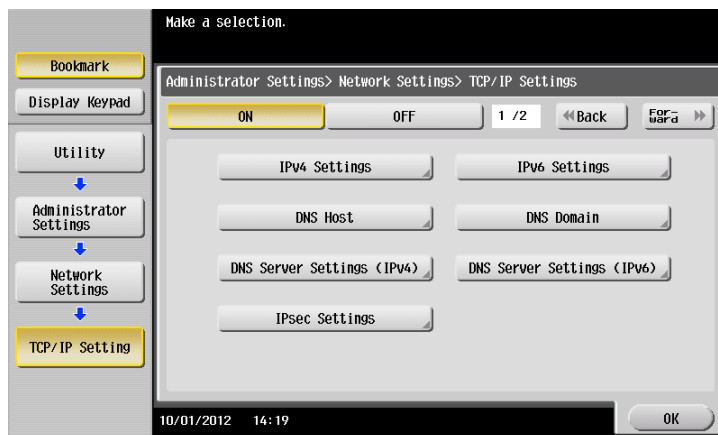 Make a selection.
Bookmark
Display Keypad
Utility
Administrator
Settings
Network
Settings
TCP/IP Setting
Administrator Settings> Network Settings> TCP/IP Settings
ON OFF 1 /2 Back For-
ward
IPv4 Settings IPv6 Settings
DNS Host DNS Domain
DNS Server Settings (IPv4) DNS Server Settings (IPv6)
IPsec Settings
10/01/2012 14:19
OK